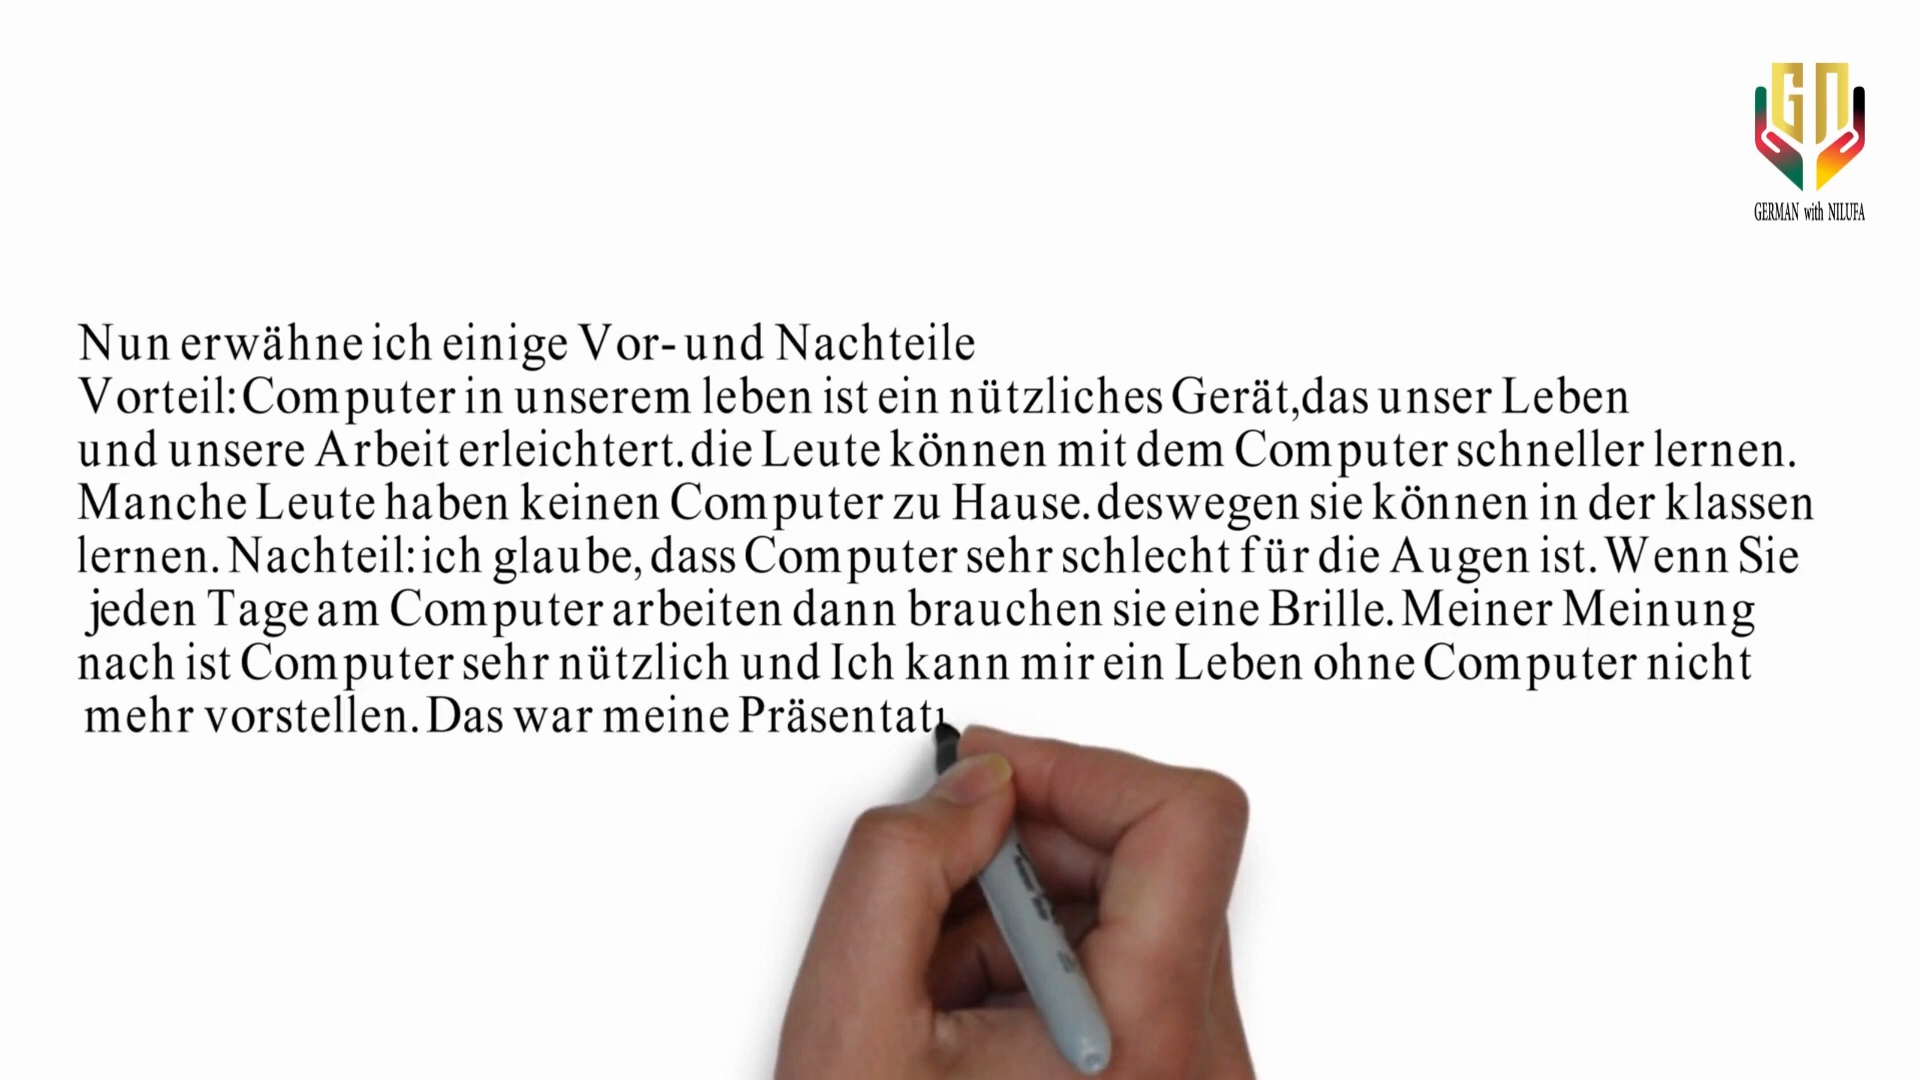 GN
GERMAN with NILUFA
Nun erwähne ich einige Vor- und Nachteile
Vorteil: Computer in unserem leben ist ein nützliches Gerät,das unser Leben
und unsere Arbeit erleichtert. die Leute können mit dem Computer schneller lernen.
Manche Leute haben keinen Computer zu Hause. deswegen sie können in der klassen
lernen. Nachteil: ich glaube, dass Computer sehr schlecht für die Augen ist. Wenn Sie
jeden Tage am Computer arbeiten dann brauchen sie eine Brille. Meiner Meinung
nach ist Computer sehr nützlich und Ich kann mir ein Leben ohne Computer nicht
mehr vorstellen. Das war meine Präsentat